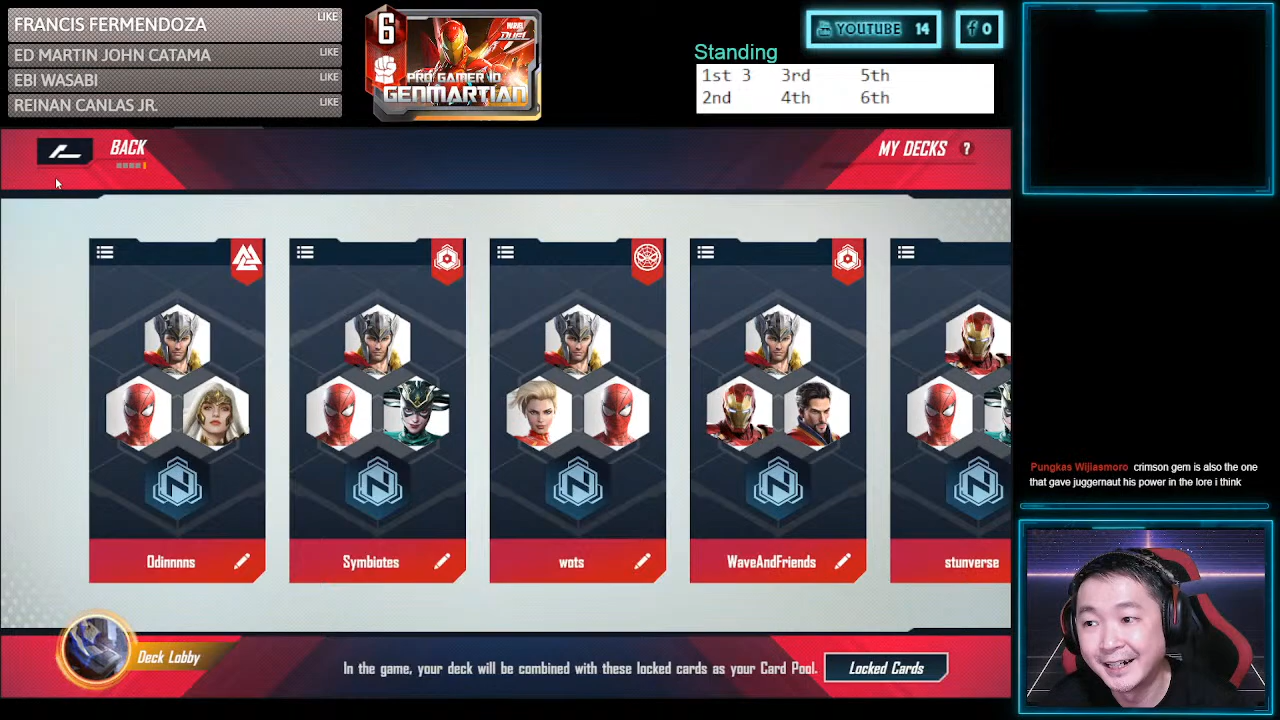 FRANCIS FERMENDOZA LIKE
ED MARTIN JOHN CATAMA LIKE
EBI WASABI LIKE
REINAN CANLAS JR. LIKE
6
MARVEL
DUEL
PRO GAMER ID
GENMARTIAN
YOUTUBE 14
f 0
Standing
1st 3 3rd 5th
2nd 4th 6th
BACK
MY DECKS ?
Odinnnns
Symbiotes
wots
WaveAndFriends
stunverse
Deck Lobby
In the game, your deck will be combined with these locked cards as your Card Pool.
Locked Cards
Pungkas Wijiasmoro crimson gem is also the one
that gave juggernaut his power in the lore i think